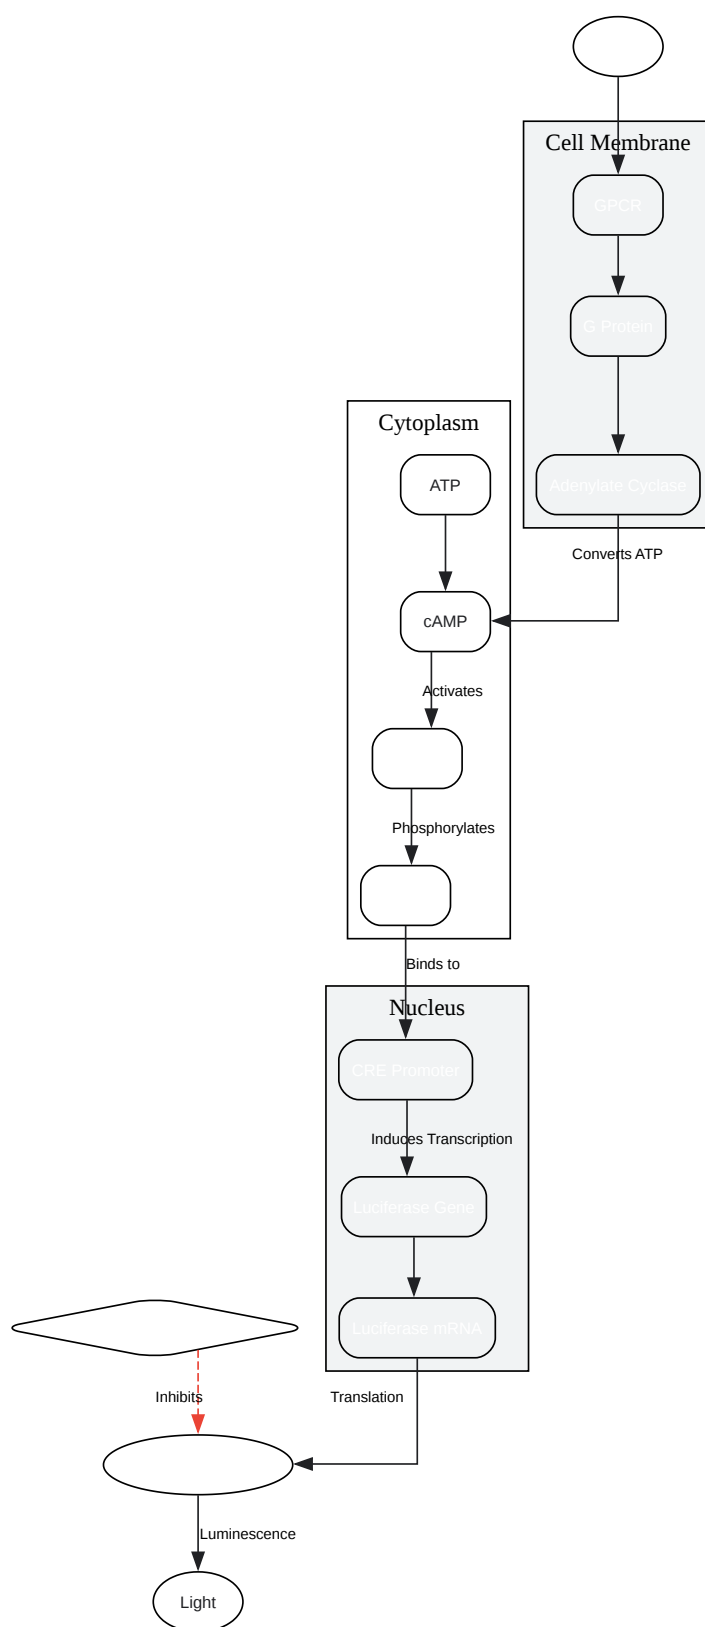 Cell Membrane
GPCR
G Protein
Cytoplasm
ATP
Adenylate Cyclase
Converts ATP
cAMP
Activates
Phosphorylates
Binds to
Nucleus
CRE Promoter
Induces Transcription
Luciferase Gene
Luciferase mRNA
Inhibits
Translation
Luminescence
Light